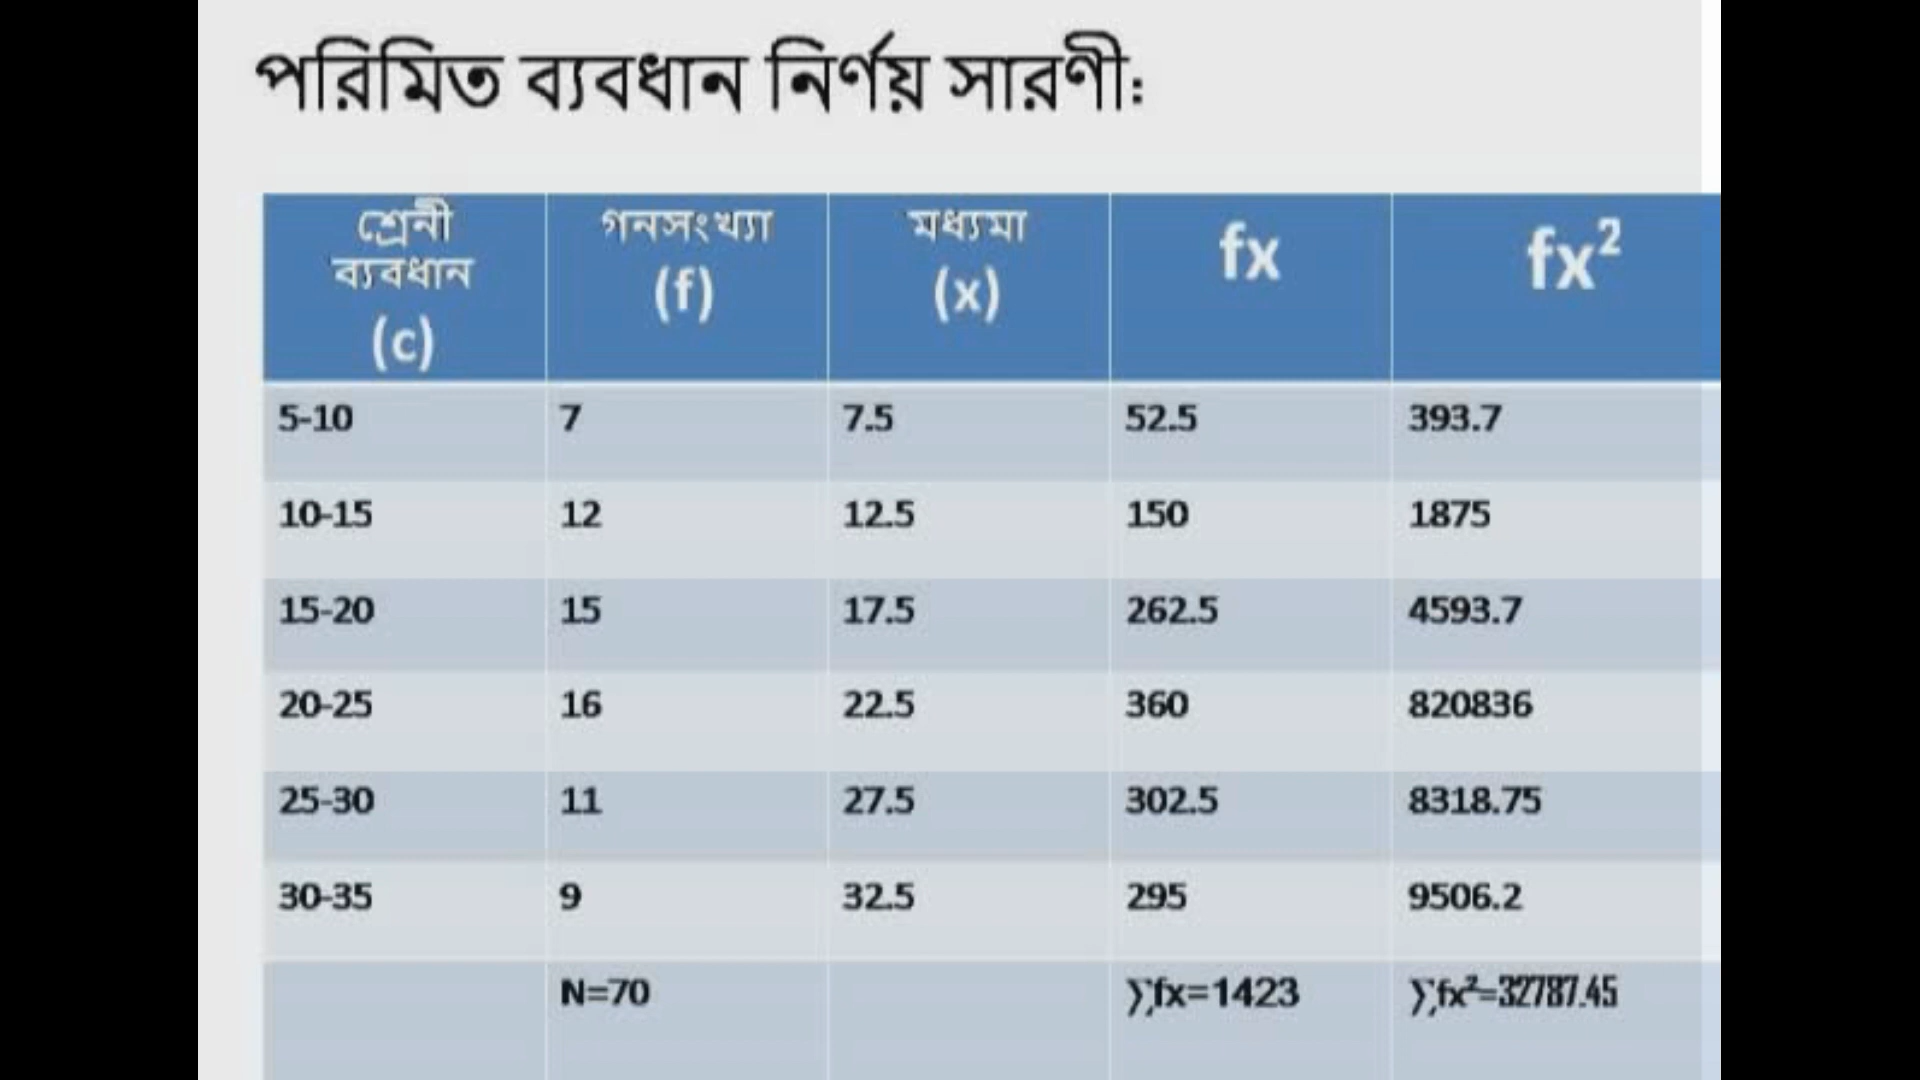 পরিমিত ব্যবধান নির্ণয় সারণী:
শ্রেনী ব্যবধান (c) গনসংখ্যা (f) মধ্যমা (x) fx fx²
5-10 7 7.5 52.5 393.7
10-15 12 12.5 150 1875
15-20 15 17.5 262.5 4593.7
20-25 16 22.5 360 820836
25-30 11 27.5 302.5 8318.75
30-35 9 32.5 295 9506.2
N=70 ∑fx=1423 ∑fx²=32787.45